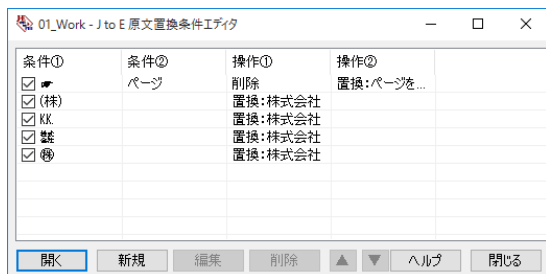 01_Work - J to E 原文置換条件エディタ
条件① 条件② 操作① 操作②
☑ ☛ ページ 削除 置換:ページを...
☑ (株) 置換:株式会社
☑ KK. 置換:株式会社
☑ ㍿ 置換:株式会社
☑ ㊑ 置換:株式会社
開く 新規 編集 削除 ▲ ▼ ヘルプ 閉じる